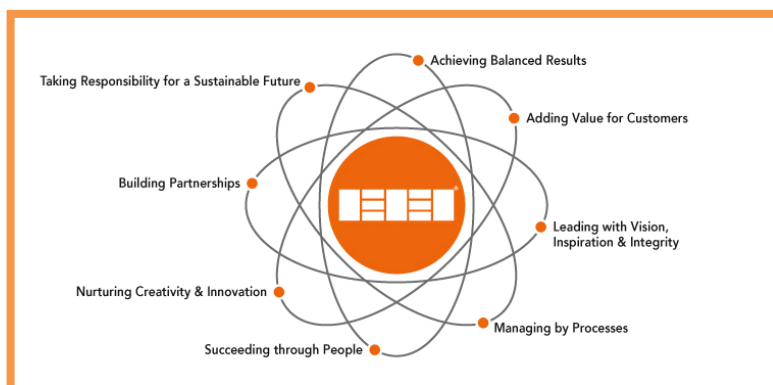 Achieving Balanced Results
Taking Responsibility for a Sustainable Future
Adding Value for Customers
Building Partnerships
Leading with Vision,
Inspiration & Integrity
Nurturing Creativity & Innovation
Managing by Processes
Succeeding through People